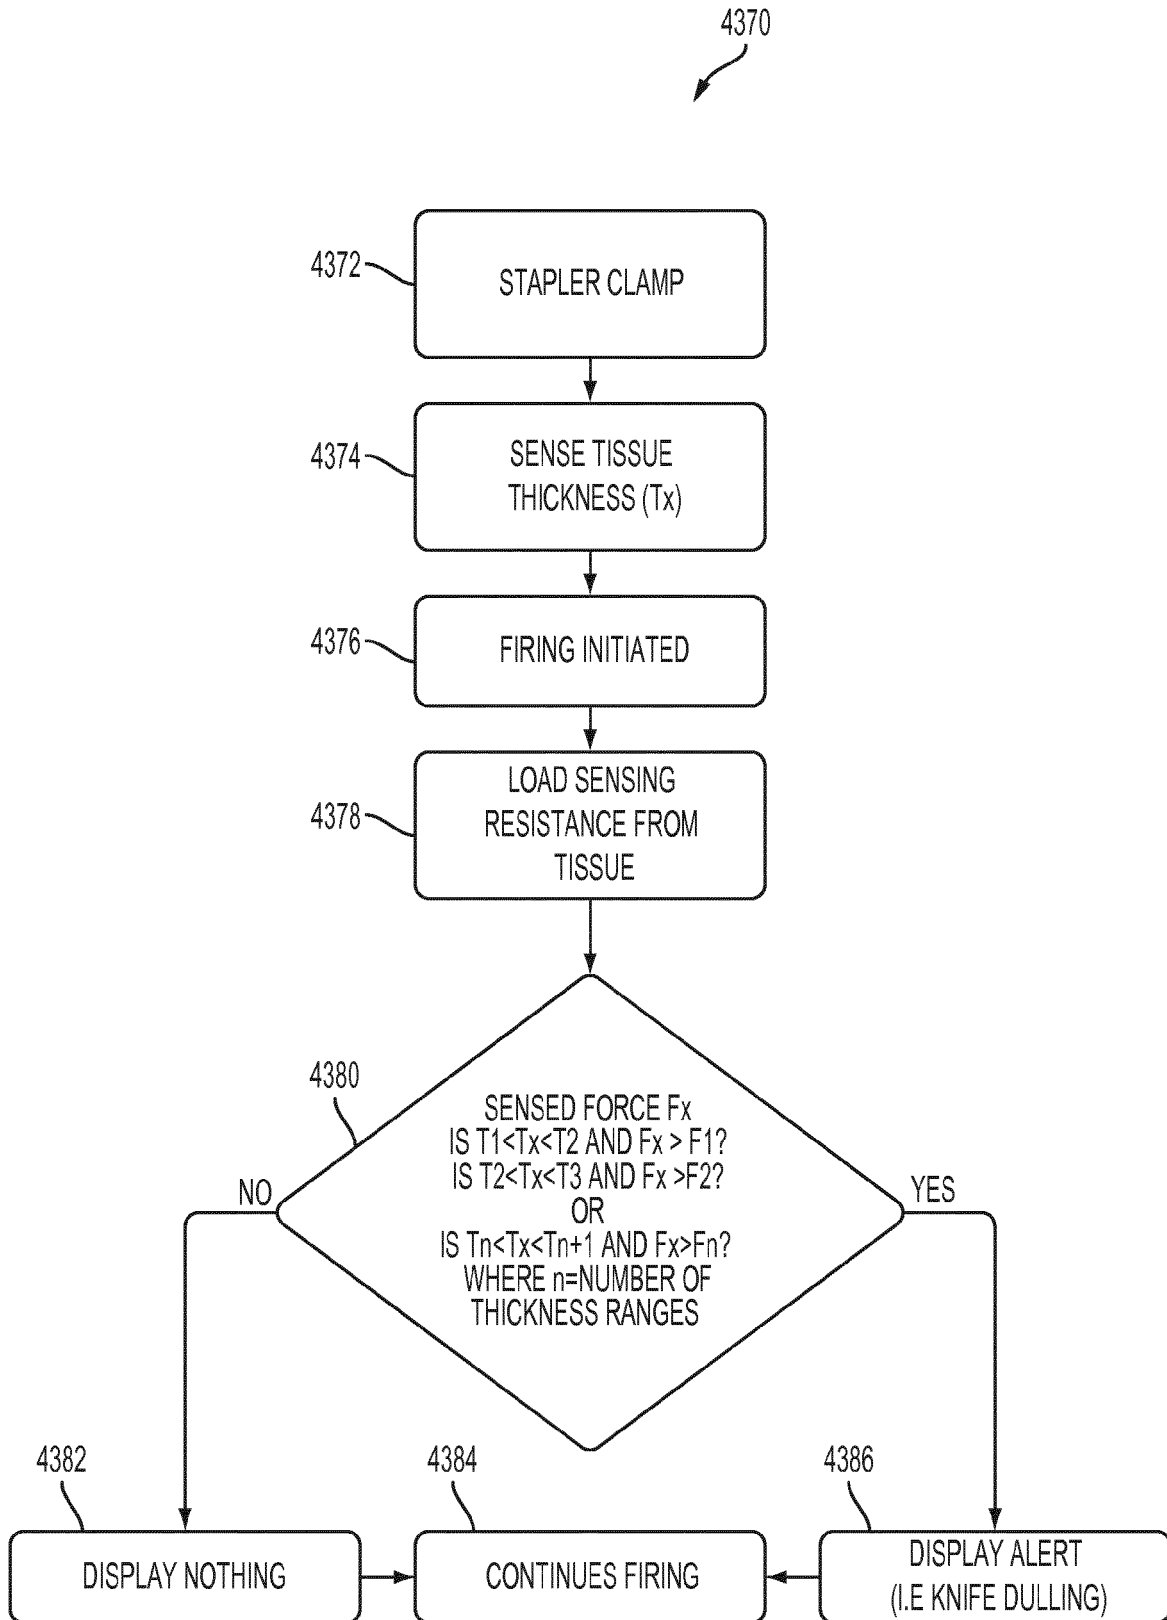 4370
4372
STAPLER CLAMP
4374
SENSE TISSUE
THICKNESS (Tx)
4376
FIRING INITIATED
4378
LOAD SENSING
RESISTANCE FROM
TISSUE
4380
SENSED FORCE Fx
IS T1<Tx<T2 AND Fx > F1?
IS T2<Tx<T3 AND Fx >F2?
OR
IS Tn<Tx<Tn+1 AND Fx>Fn?
WHERE n=NUMBER OF
THICKNESS RANGES
NO
YES
4382
DISPLAY NOTHING
4384
CONTINUES FIRING
4386
DISPLAY ALERT
(I.E KNIFE DULLING)